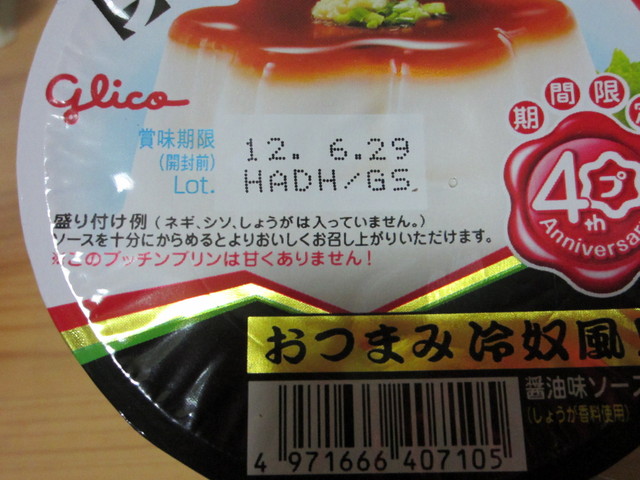 Glico
期間限
賞味期限
(開封前)
Lot.
12. 6.29
HADH/GS
40プ
th
Anniversary
盛り付け例(ネギ、シソ、しょうがは入っていません。)
ソースを十分にからめるとよりおいしくお召し上がりいただけます。
※このプッチンプリンは甘くありません!
おつまみ冷奴風
醤油味ソース
(しょうが香料使用)
4 971666 407105